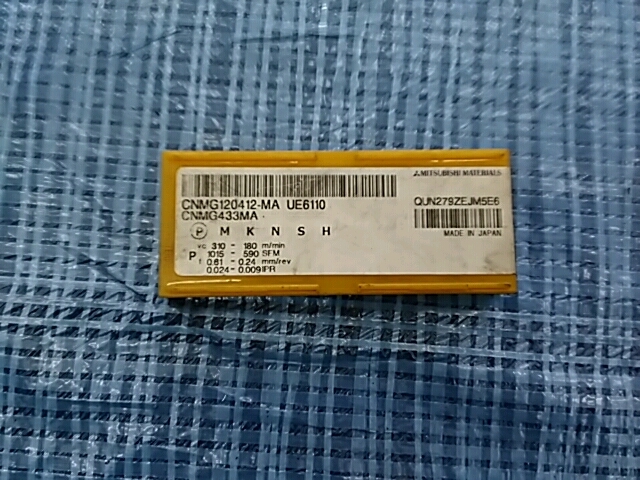 MITSUBISHI MATERIALS
CNMG120412-MA UE6110
CNMG433MA
QUN279ZEJM5E6
MADE IN JAPAN
P M K N S H
P
vc 310 - 180 m/min
1015 - 590 SFM
f 0.61 - 0.24 mm/rev
0.024 - 0.009IPR